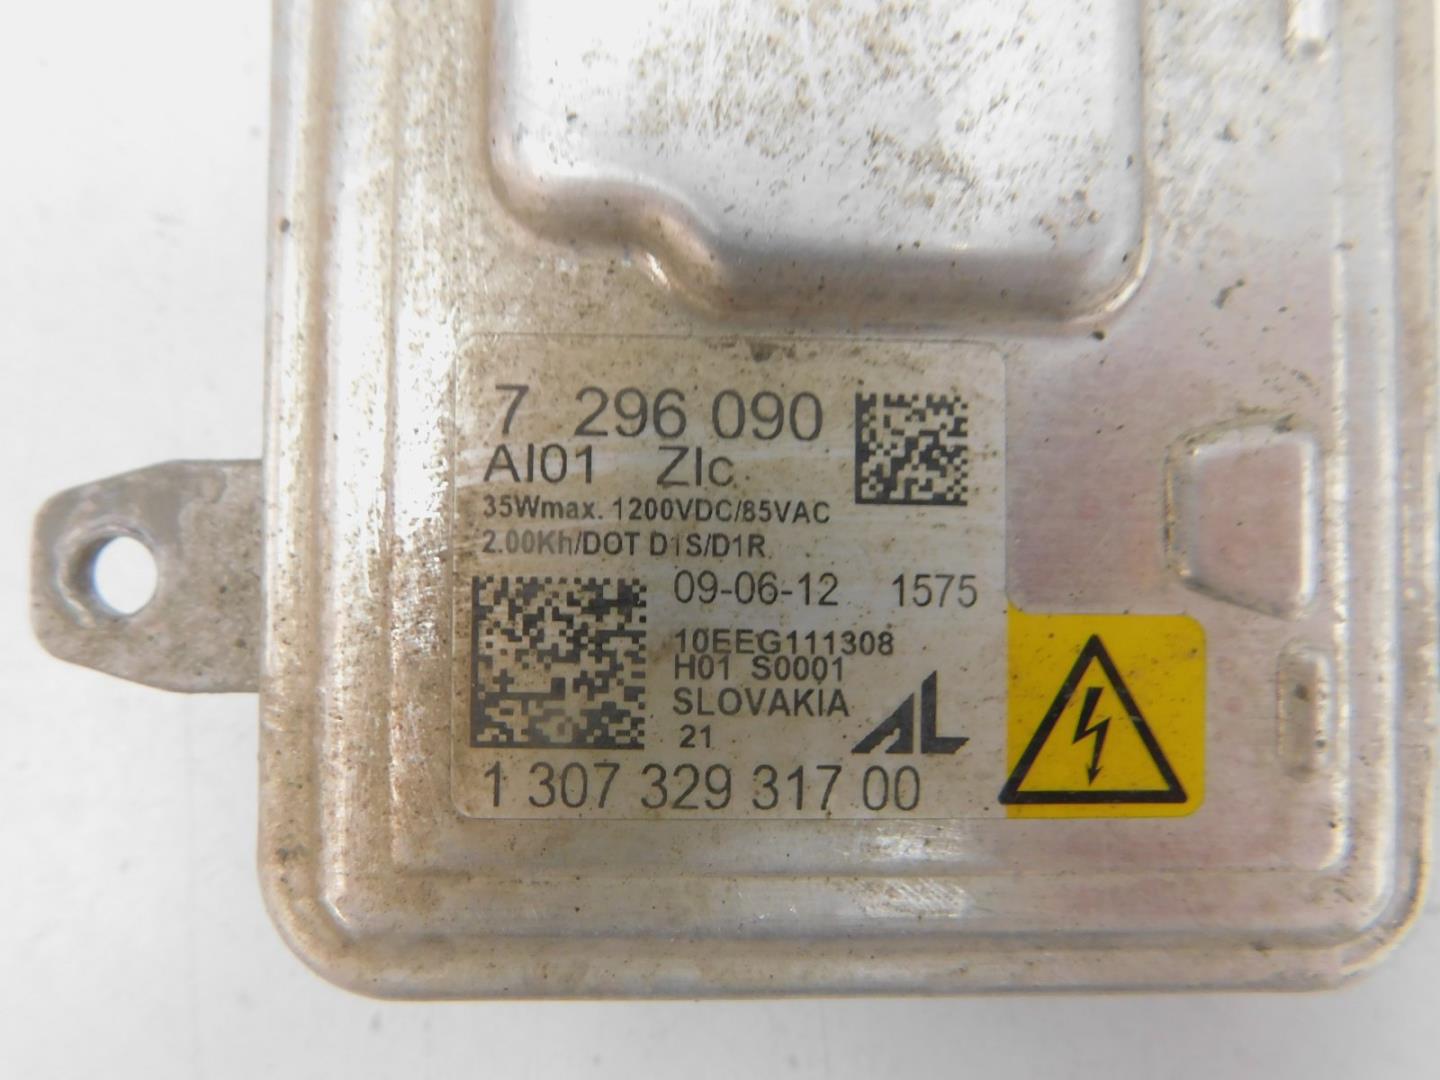 7 296 090
AI01 ZIc
35Wmax. 1200VDC/85VAC
2.00Kh/DOT D1S/D1R
09-06-12 1575
10EEG111308
H01 S0001
SLOVAKIA
21
AL
1 307 329 317 00